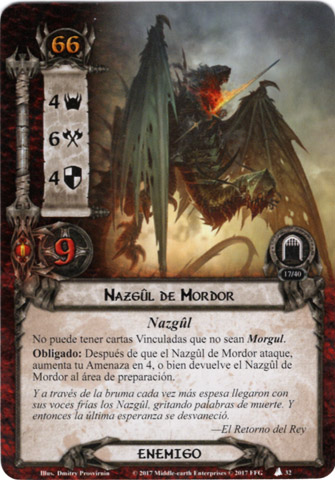 66
4
6
4
9
17/40
Nazgûl de Mordor
Nazgûl
No puede tener cartas Vinculadas que no sean Morgul.
Obligado: Después de que el Nazgûl de Mordor ataque,
aumenta tu Amenaza en 4, o bien devuelve el Nazgûl de
Mordor al área de preparación.
Y a través de la bruma cada vez más espesa llegaron con
sus voces frías los Nazgûl, gritando palabras de muerte. Y
entonces la última esperanza se desvaneció.
—El Retorno del Rey
ENEMIGO
Illus. Dmitry Prosvirnin © 2017 Middle-earth Enterprises © 2017 FFG 32